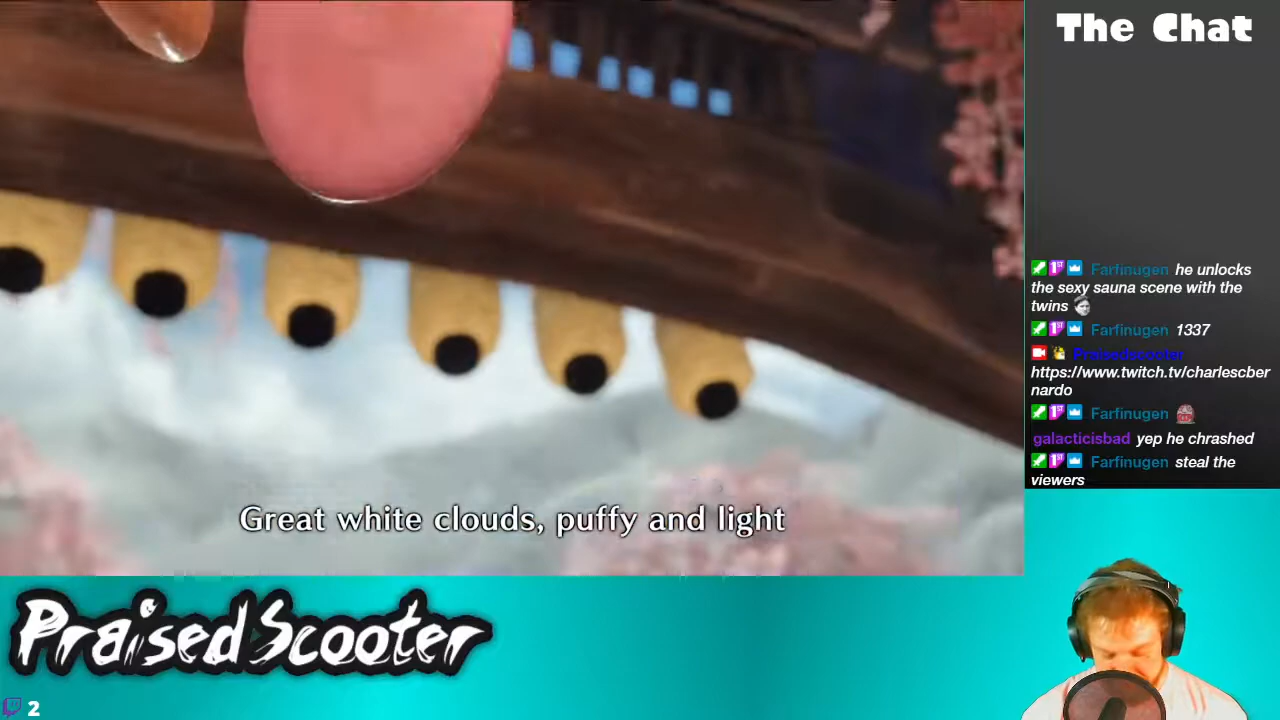 The Chat
Farfinugen he unlocks
the sexy sauna scene with the
twins
Farfinugen 1337
Praisedscooter
https://www.twitch.tv/charlescber
nardo
Farfinugen
galacticisbad yep he chrashed
Farfinugen steal the
viewers
Great white clouds, puffy and light
PraisedScooter
2